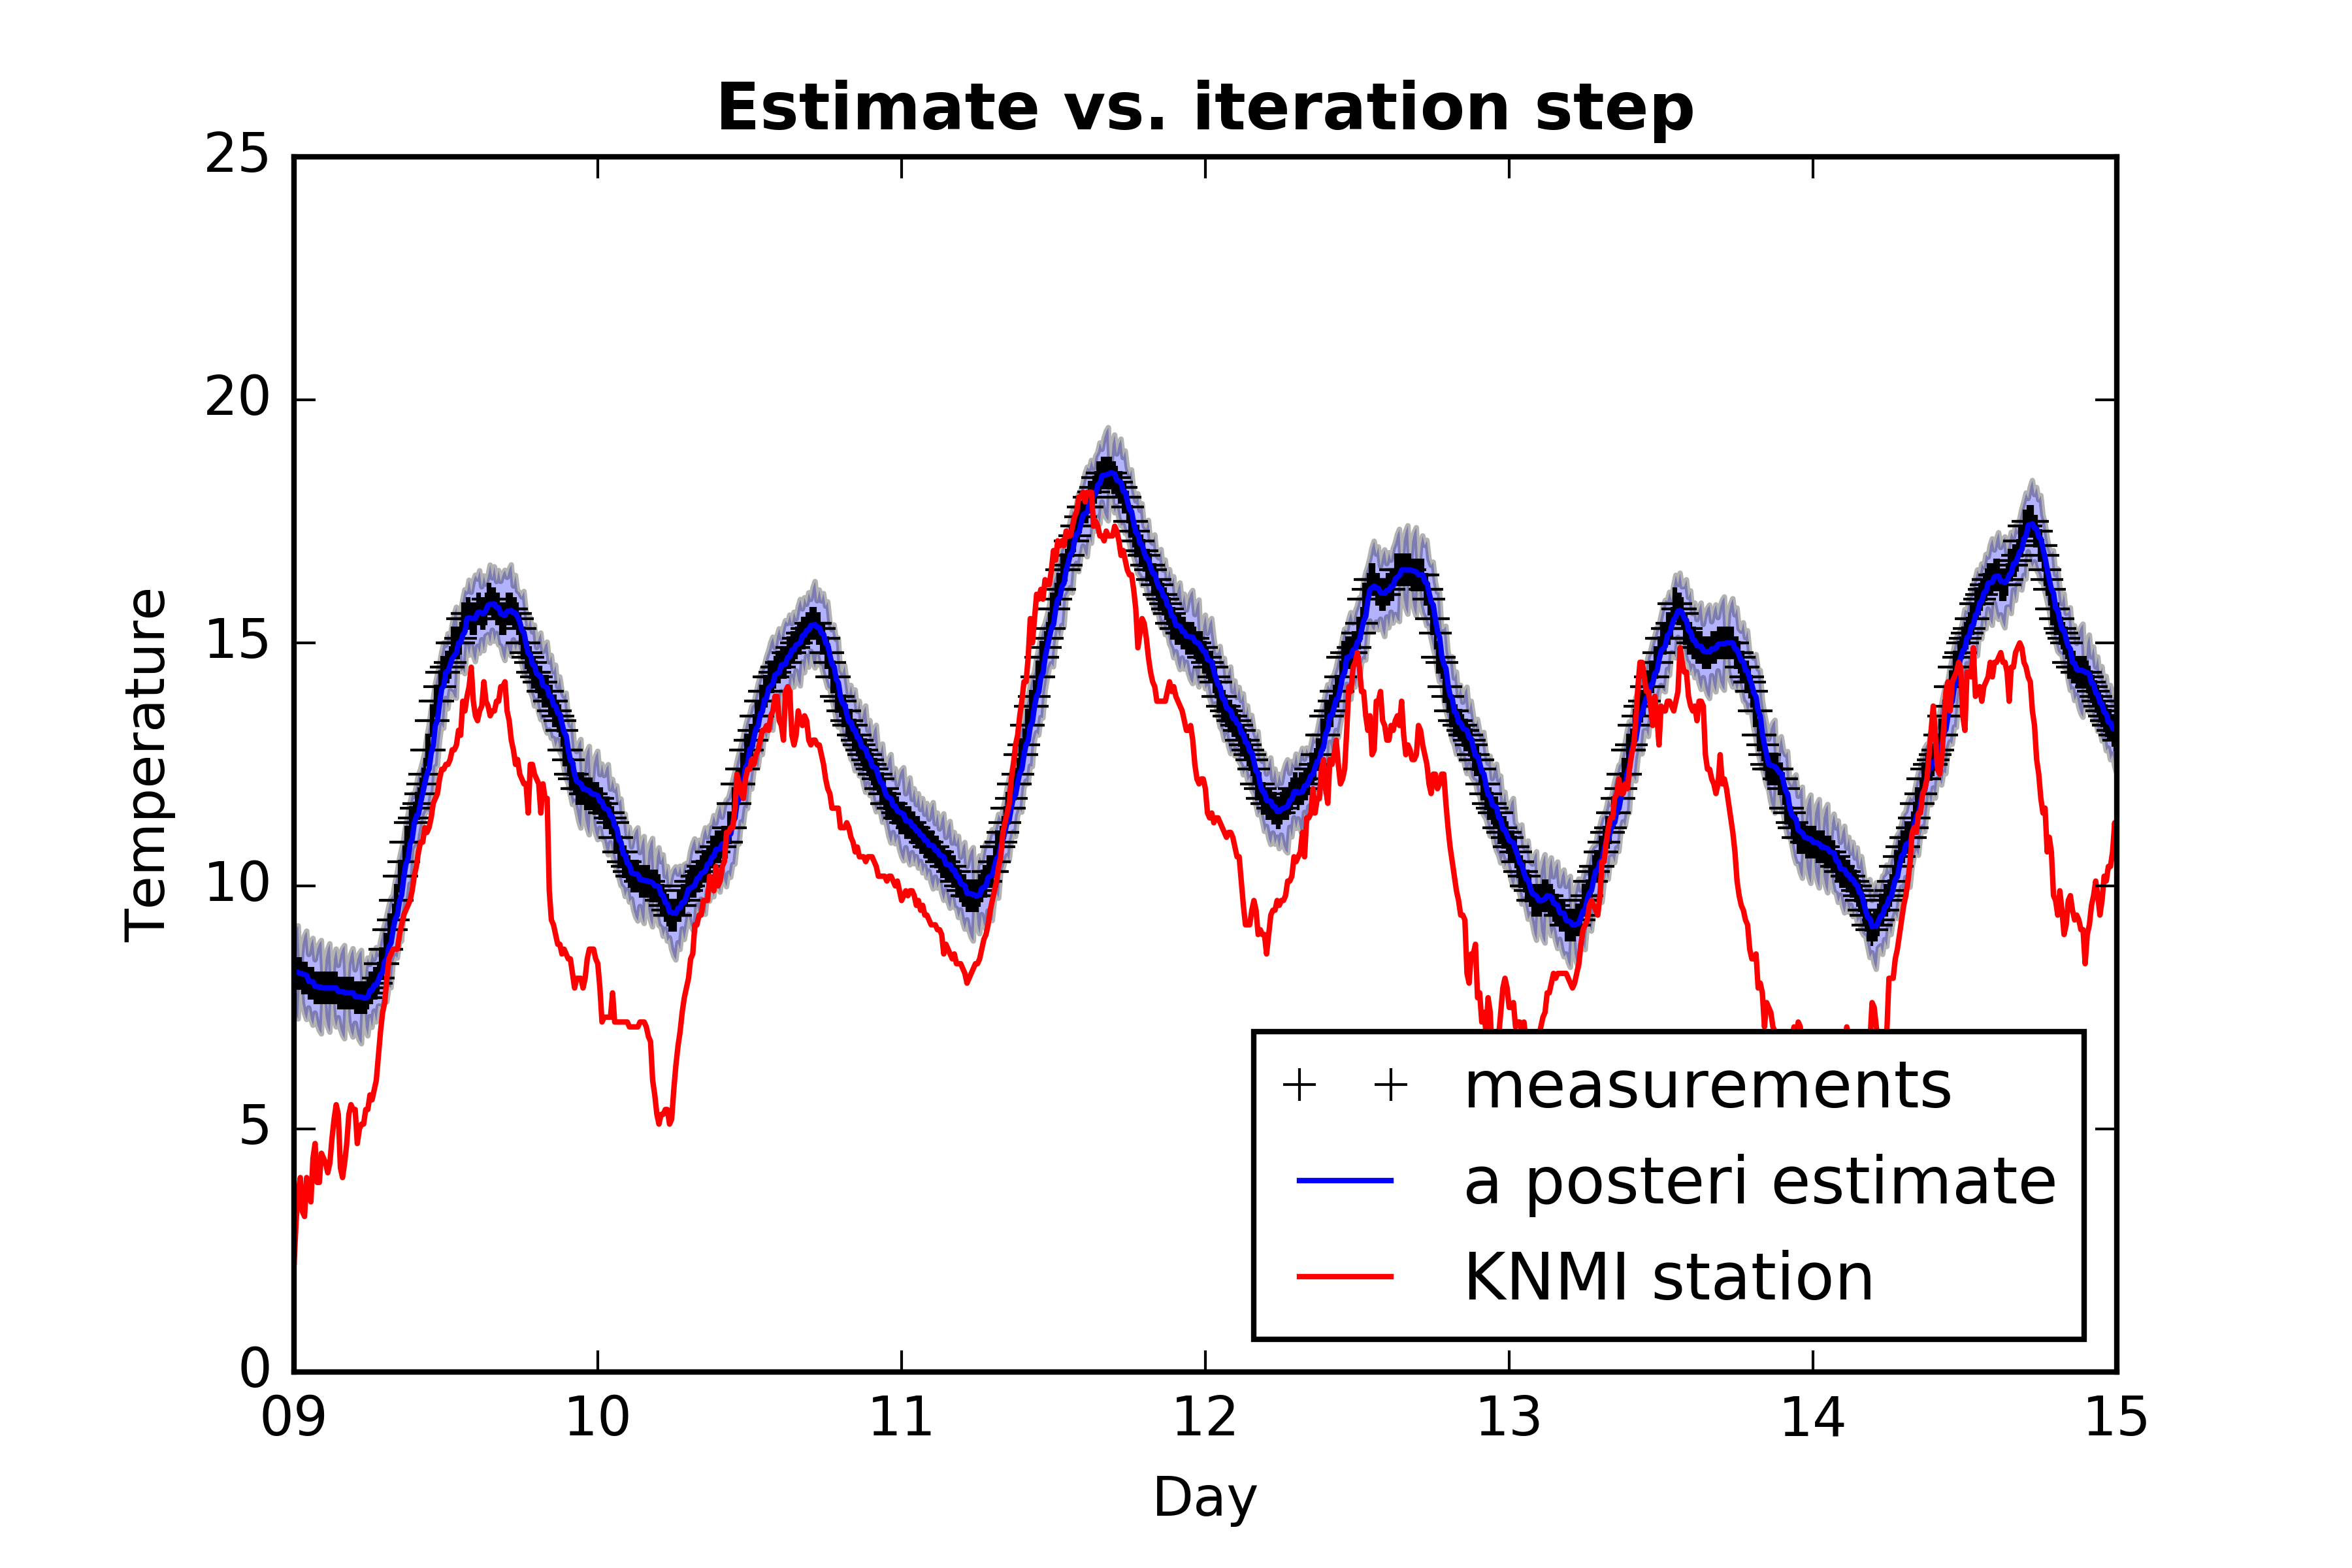 Estimate vs. iteration step
25
20
15
10
5
0
Temperature
measurements
a posteri estimate
KNMI station
09 10 11 12 13 14 15
Day